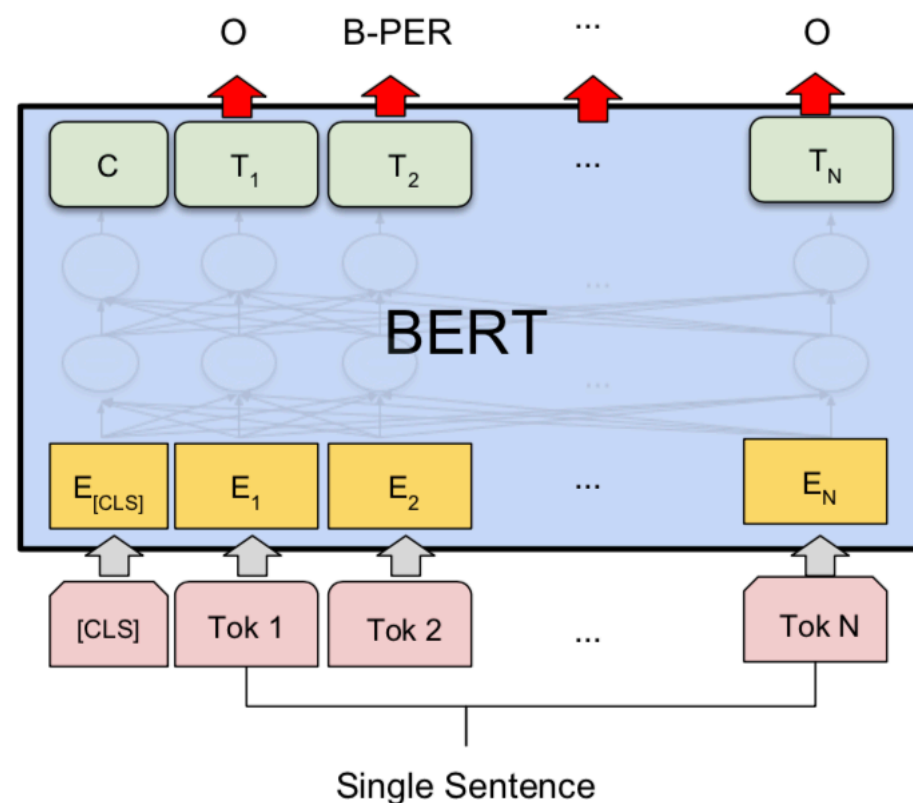 O B-PER ... O
C T1 T2 ... TN
...
BERT
...
E[CLS] E1 E2 ... EN
[CLS] Tok 1 Tok 2 ... Tok N
Single Sentence